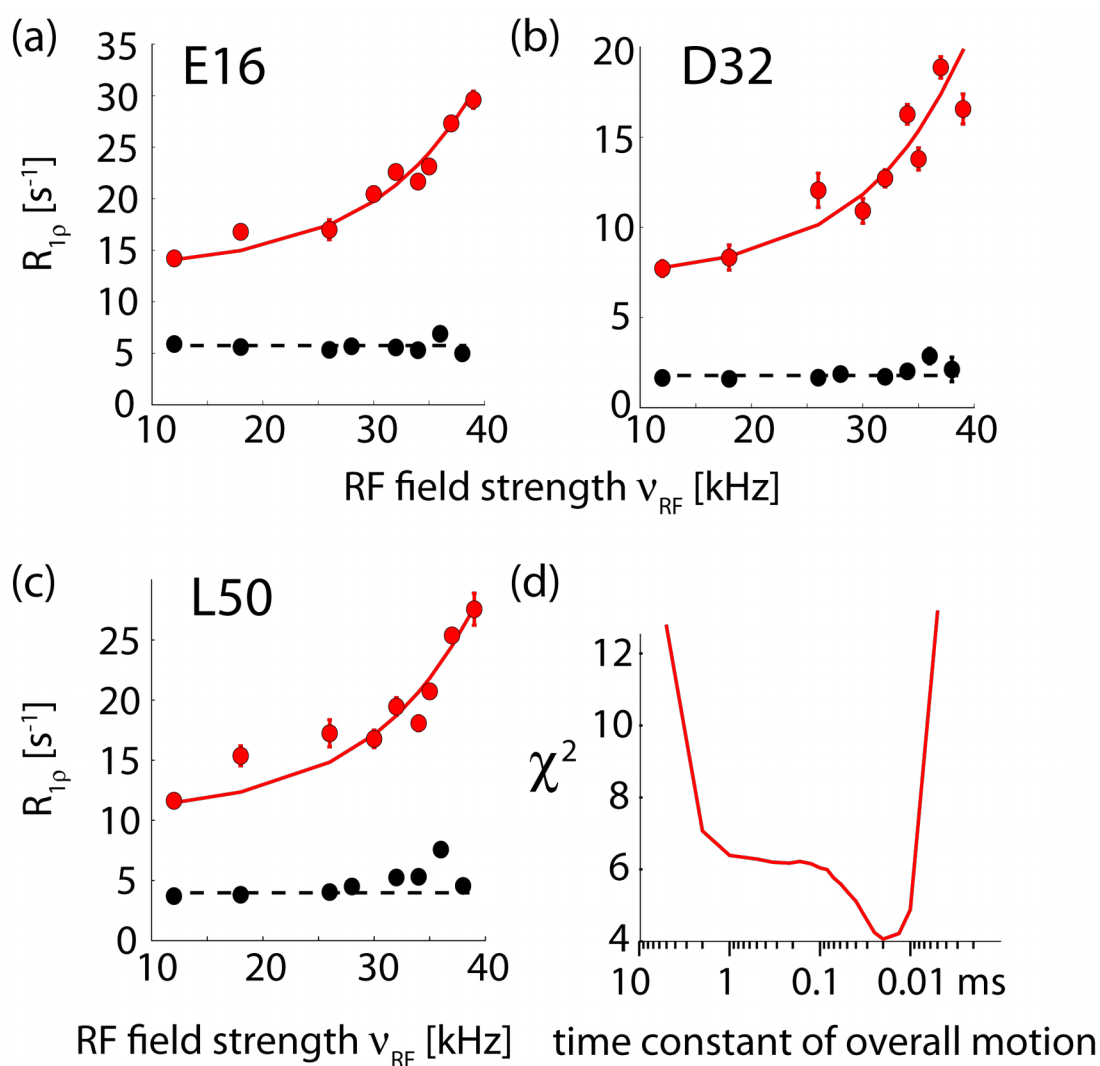 (a)
E16
35
30
25
20
15
10
5
0
10 20 30 40
R1ρ [s-1]
(b)
D32
20
15
10
5
0
10 20 30 40
RF field strength νRF [kHz]
(c)
L50
25
20
15
10
5
0
10 20 30 40
R1ρ [s-1]
RF field strength νRF [kHz]
(d)
12
10
8
6
4
χ2
10 1 0.1 0.01 ms
time constant of overall motion